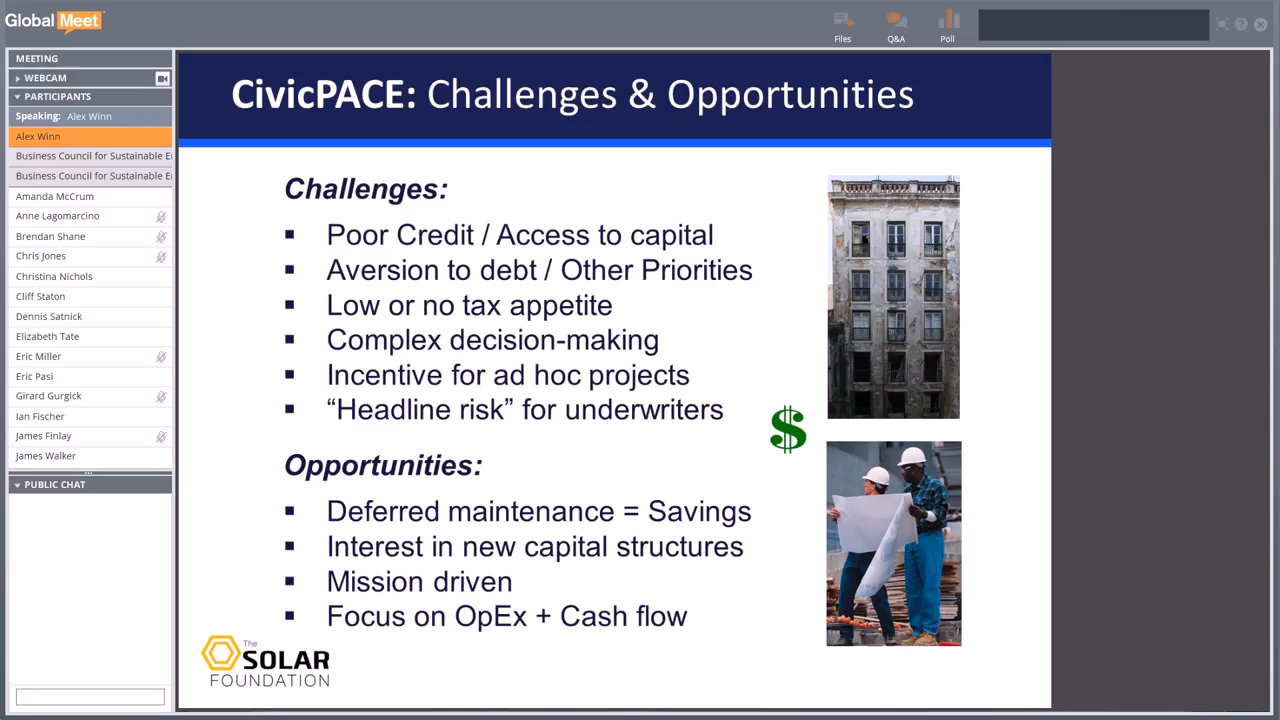 Global Meet
Files
Q&A
Poll
MEETING
WEBCAM
PARTICIPANTS
Speaking: Alex Winn
Alex Winn
Business Council for Sustainable E
Business Council for Sustainable E
Amanda McCrum
Anne Lagomarcino
Brendan Shane
Chris Jones
Christina Nichols
Cliff Staton
Dennis Satnick
Elizabeth Tate
Eric Miller
Eric Pasi
Girard Gurgick
Ian Fischer
James Finlay
James Walker
PUBLIC CHAT
CivicPACE: Challenges & Opportunities
Challenges:
▪ Poor Credit / Access to capital
▪ Aversion to debt / Other Priorities
▪ Low or no tax appetite
▪ Complex decision-making
▪ Incentive for ad hoc projects
▪ “Headline risk” for underwriters
$
Opportunities:
▪ Deferred maintenance = Savings
▪ Interest in new capital structures
▪ Mission driven
▪ Focus on OpEx + Cash flow
The
SOLAR
FOUNDATION